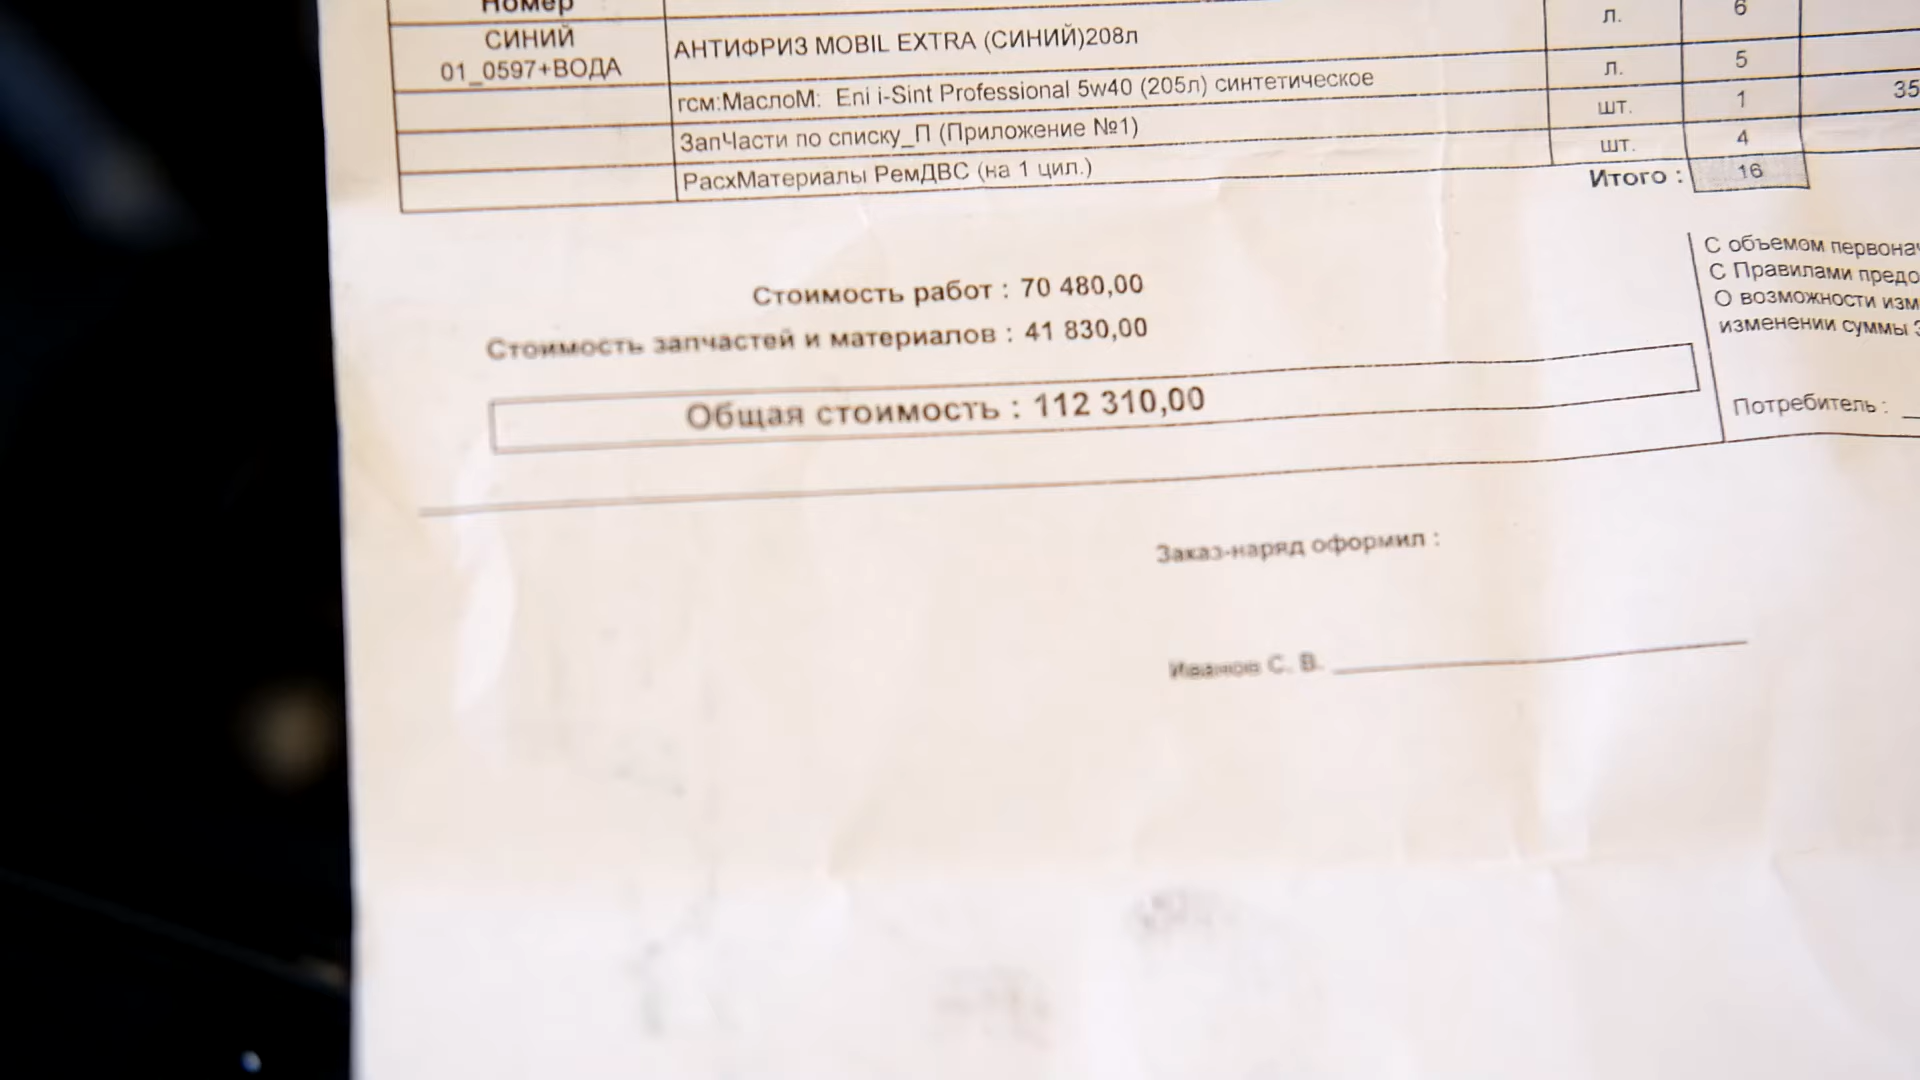 Номер
СИНИЙ
01_0597+ВОДА
АНТИФРИЗ MOBIL EXTRA (СИНИЙ)208л
л.
6
гсм:МаслоМ: Eni i-Sint Professional 5w40 (205л) синтетическое
л.
5
ЗапЧасти по списку_П (Приложение №1)
шт.
1
35
РасхМатериалы РемДВС (на 1 цил.)
шт.
4
Итого :
16
Стоимость работ : 70 480,00
Стоимость запчастей и материалов : 41 830,00
Общая стоимость : 112 310,00
С объемом
С Правилами
О возможности
изменении суммы
Потребитель :
Заказ-наряд оформил :
Иванов С. В.